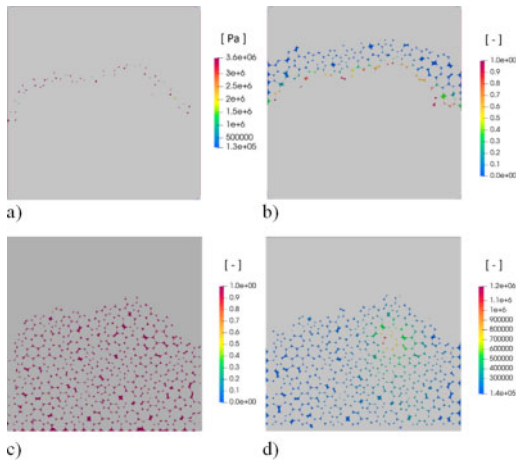 [ Pa ]
3.6e+06
3e+6
2.5e+6
2e+6
1.5e+6
1e+6
500000
1.3e+05
a)
[ - ]
1.0e+00
0.9
0.8
0.7
0.6
0.5
0.4
0.3
0.2
0.1
0.0e+00
b)
[ - ]
1.0e+00
0.9
0.8
0.7
0.6
0.5
0.4
0.3
0.2
0.1
0.0e+00
c)
[ - ]
1.2e+06
1.1e+6
1e+6
900000
800000
700000
600000
500000
400000
300000
1.4e+05
d)